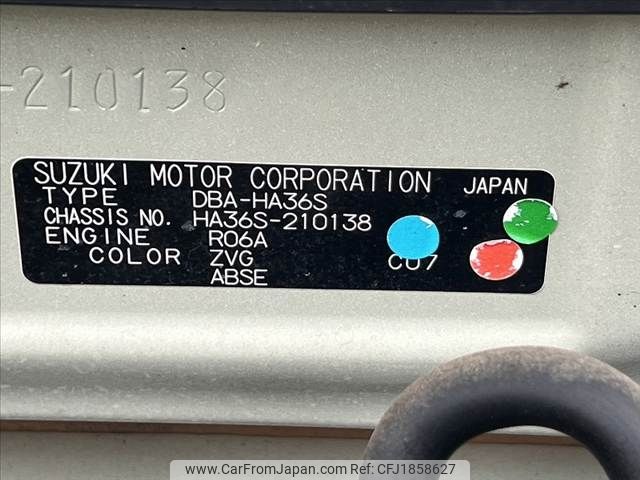 -210138
SUZUKI MOTOR CORPORATION JAPAN
TYPE DBA-HA36S
CHASSIS NO. HA36S-210138
ENGINE R06A
COLOR ZVG CU7
ABSE
www.CarFromJapan.com - CFJ1858627